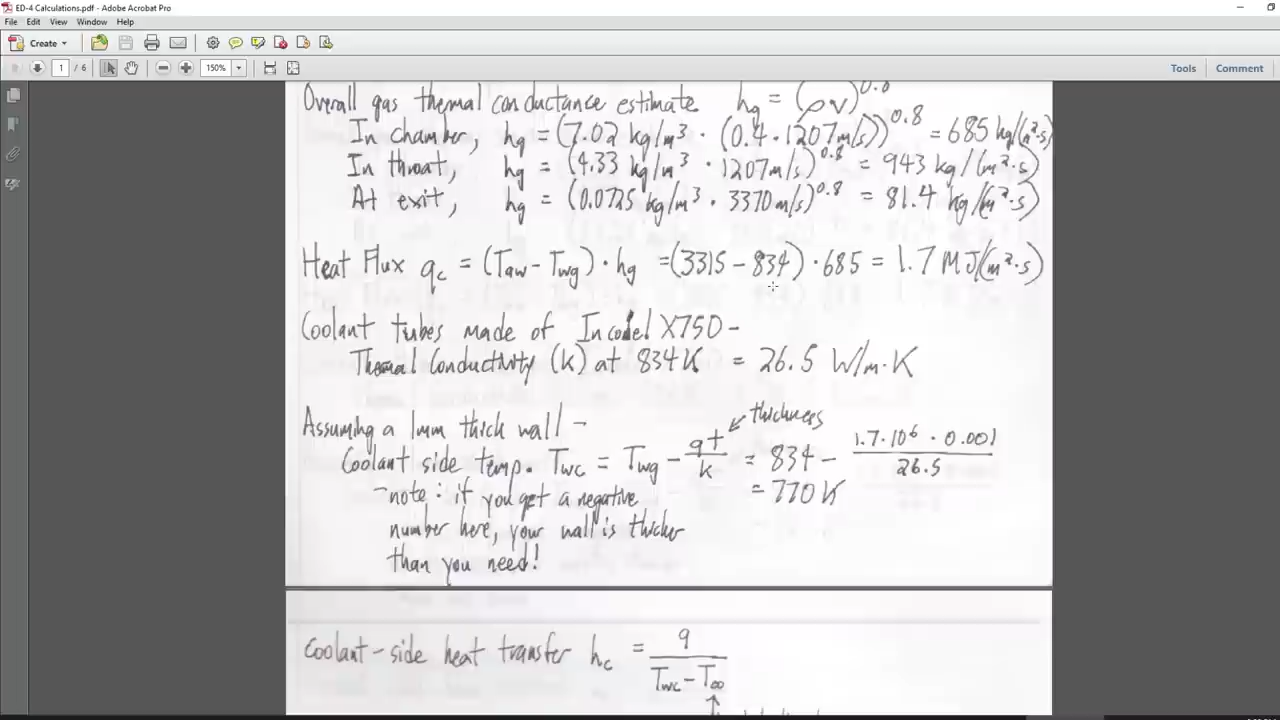 ED-4 Calculations.pdf - Adobe Acrobat Pro
File Edit View Window Help
Create
1 / 6 150% Tools Comment
Overall gas thermal conductance estimate hg = (ρv)^0.8
In chamber, hg = (7.02 kg/m³ · (0.4 · 1207m/s))^0.8 = 685 kg/(m²·s)
In throat, hg = (4.33 kg/m³ · 1207m/s)^0.8 = 943 kg/(m²·s)
At exit, hg = (0.0725 kg/m³ · 3370m/s)^0.8 = 81.4 kg/(m²·s)
Heat Flux qc = (Taw - Twg) · hg = (3315 - 834) · 685 = 1.7 MJ/(m²·s)
Coolant tubes made of Inconel X750 -
Thermal Conductivity (K) at 834K = 26.5 W/m·K
Assuming a 1mm thick wall -
thickness
Coolant side temp. Twc = Twg - qt/k = 834 - 1.7·10⁶ · 0.001/26.5
= 770K
- note: if you get a negative
number here, your wall is thicker
than you need!
Coolant-side heat transfer hc = q/Twc - T∞